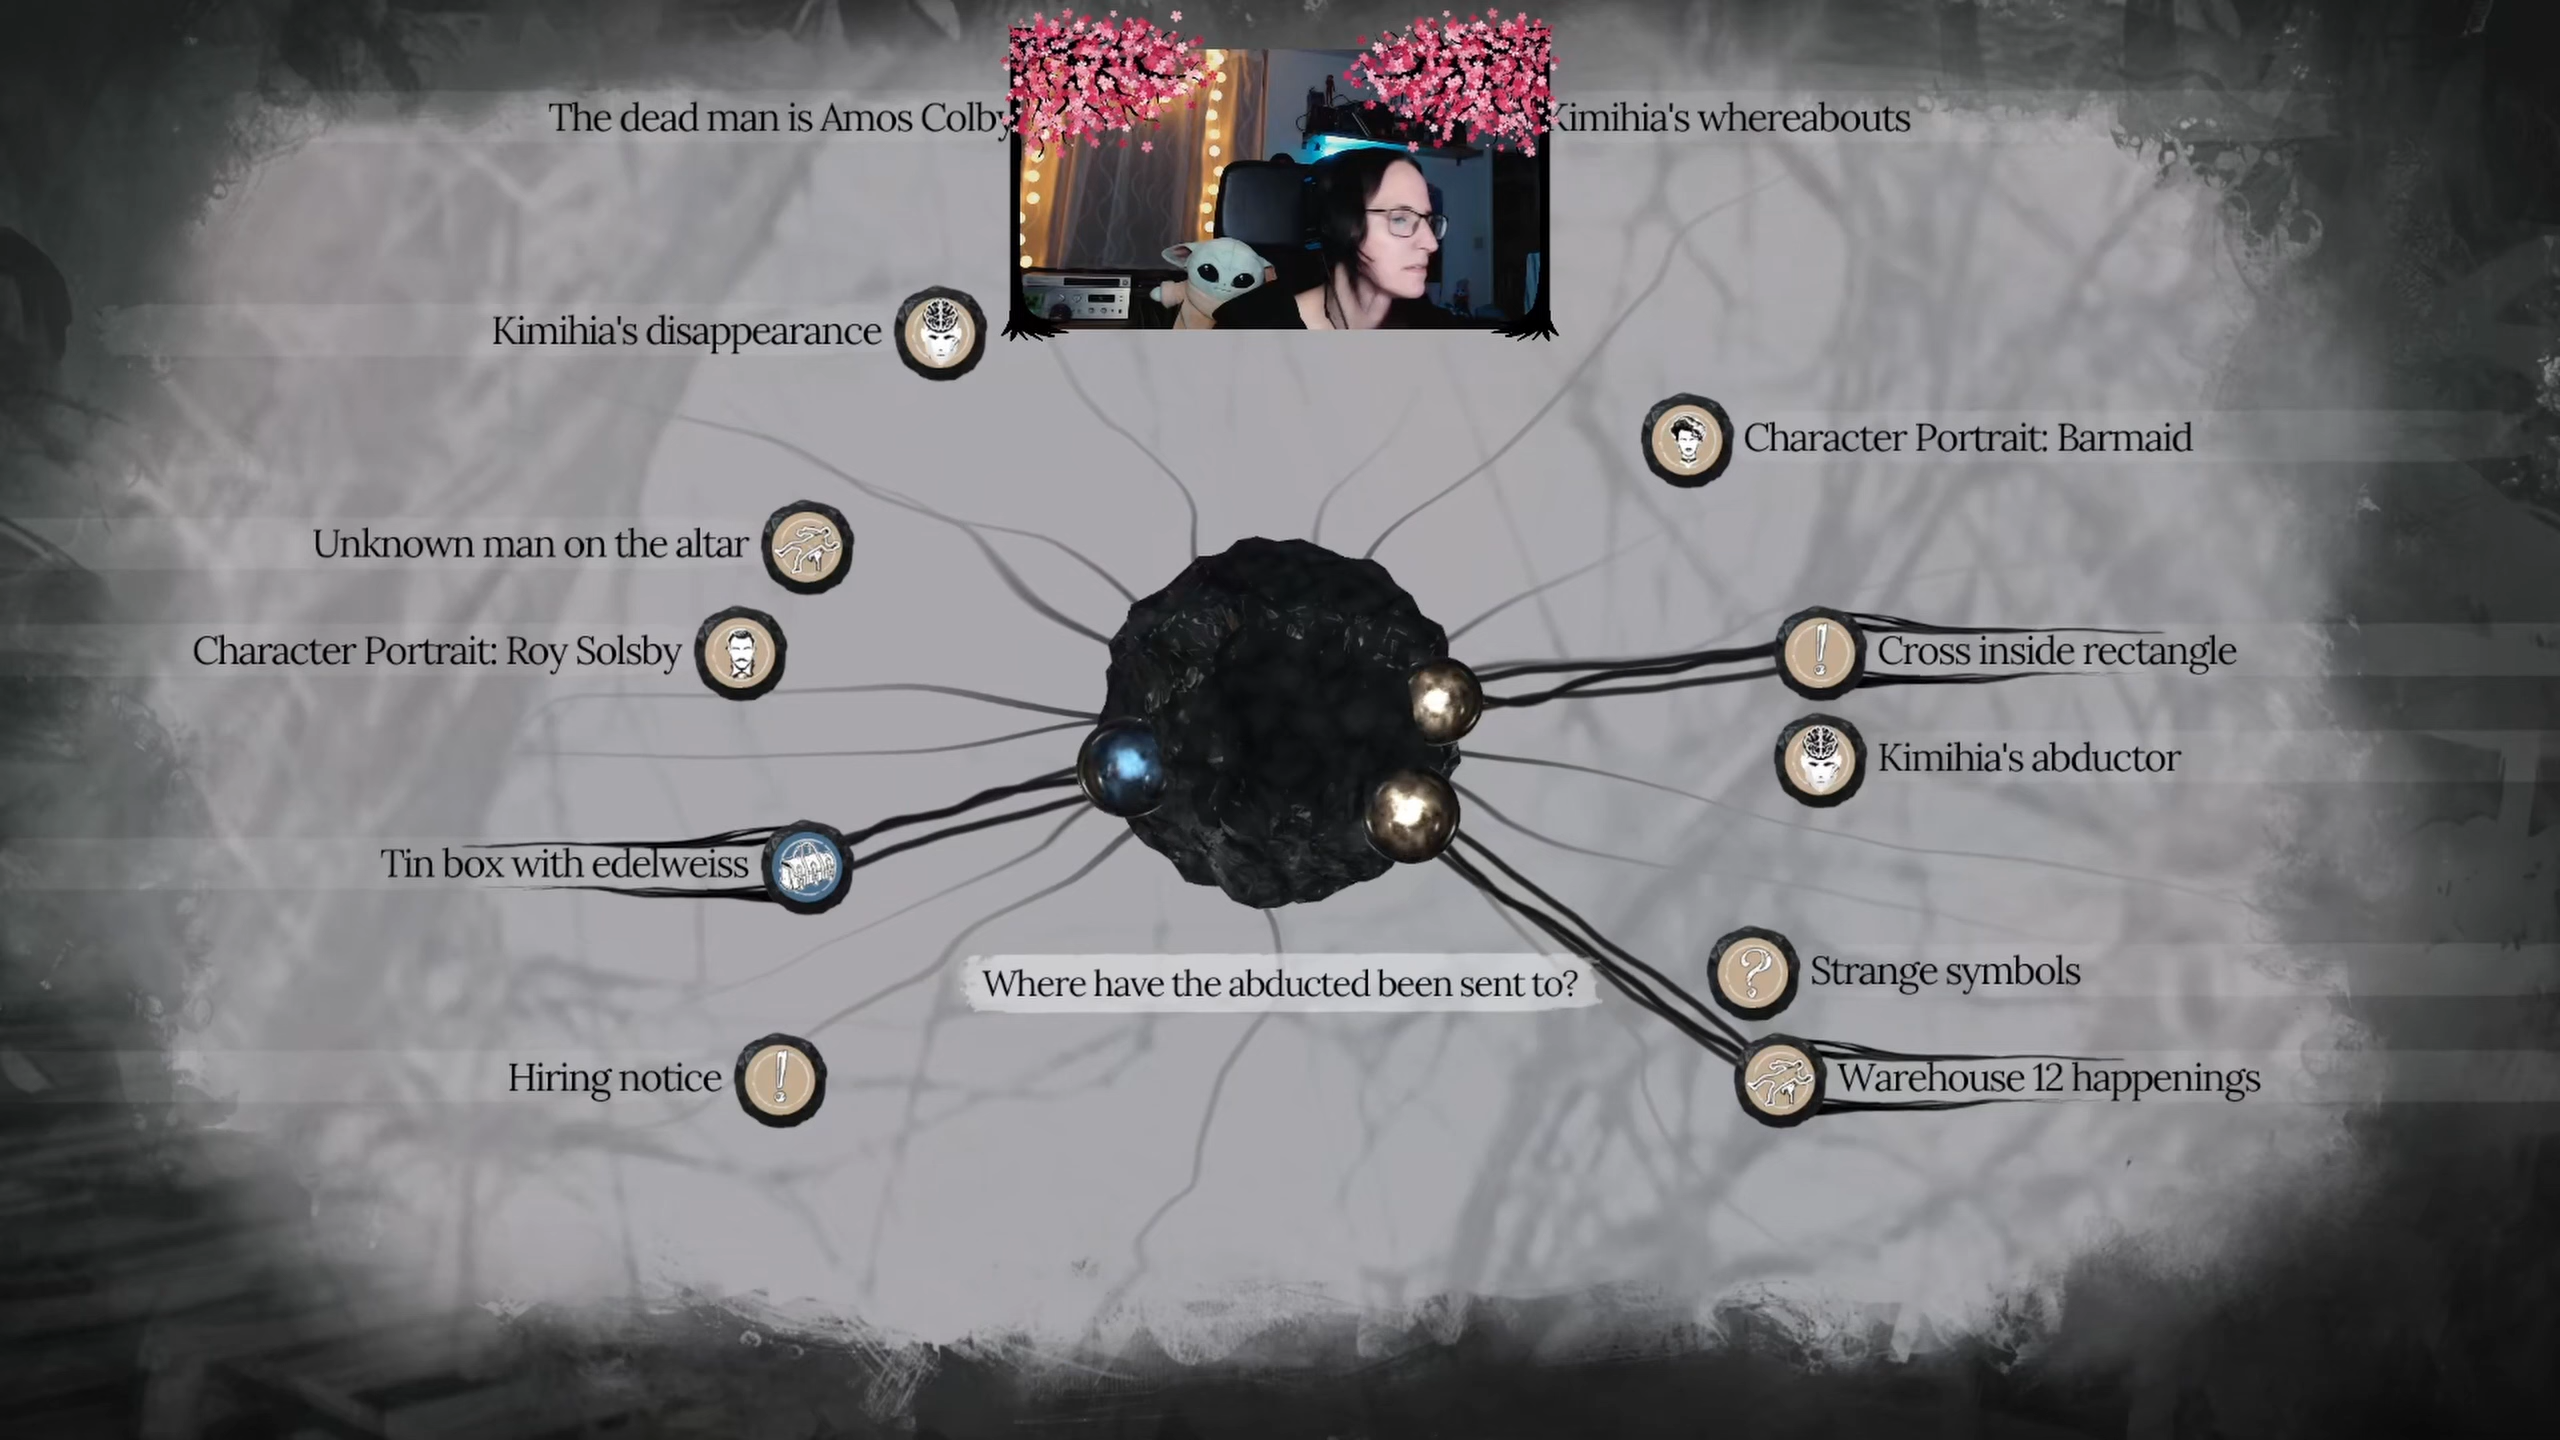 The dead man is Amos Colby
Kimihia's whereabouts
Kimihia's disappearance
Character Portrait: Barmaid
Unknown man on the altar
Character Portrait: Roy Solsby
Cross inside rectangle
Kimihia's abductor
Tin box with edelweiss
Where have the abducted been sent to?
Strange symbols
Hiring notice
Warehouse 12 happenings